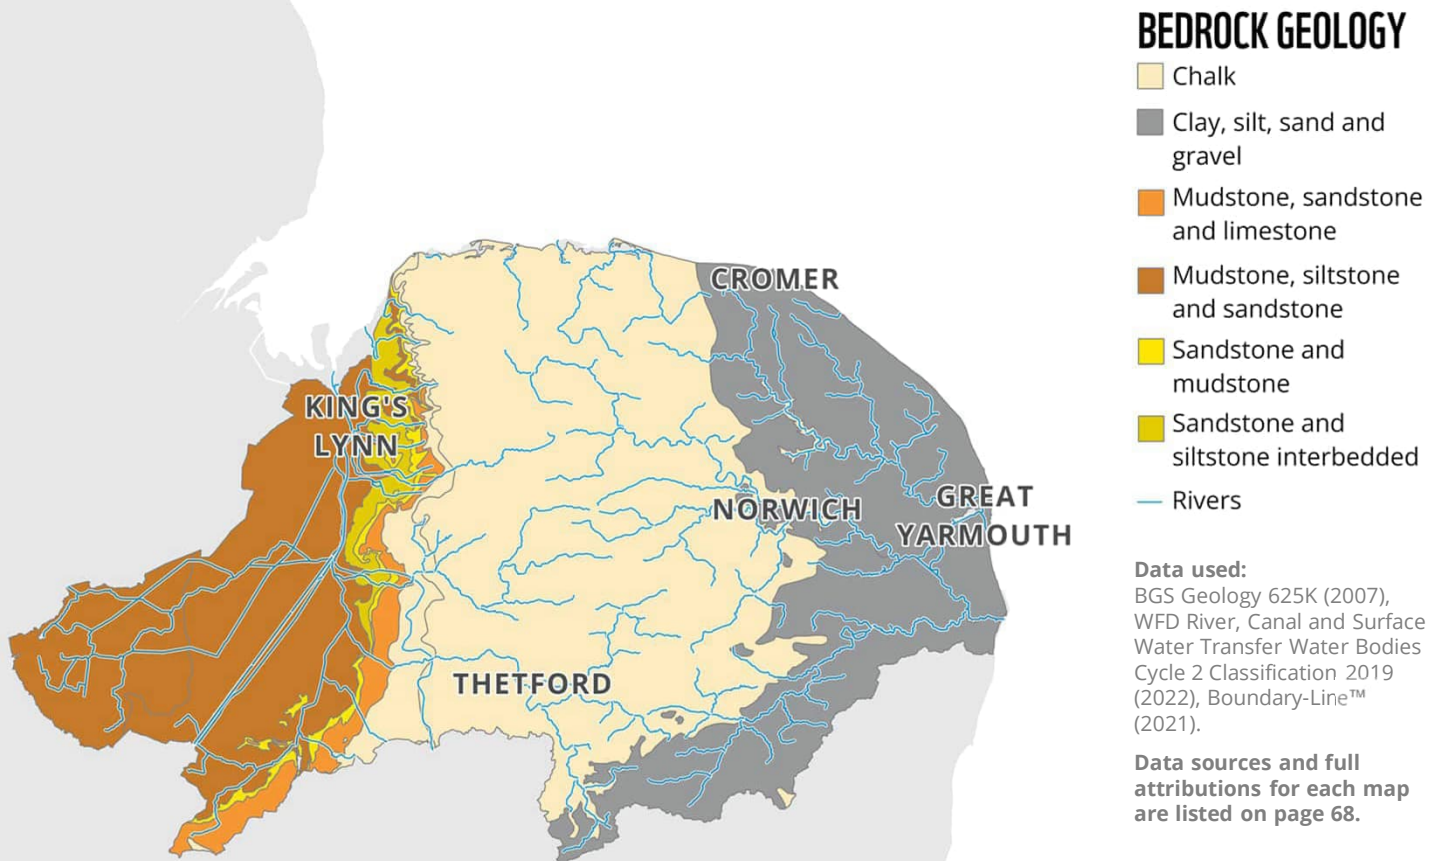 BEDROCK GEOLOGY
Chalk
Clay, silt, sand and
gravel
Mudstone, sandstone
and limestone
Mudstone, siltstone
and sandstone
Sandstone and
mudstone
Sandstone and
siltstone interbedded
Rivers
CROMER
KING'S
LYNN
NORWICH
GREAT
YARMOUTH
THETFORD
Data used:
BGS Geology 625K (2007),
WFD River, Canal and Surface
Water Transfer Water Bodies
Cycle 2 Classification 2019
(2022), Boundary-Line™
(2021).
Data sources and full
attributions for each map
are listed on page 68.